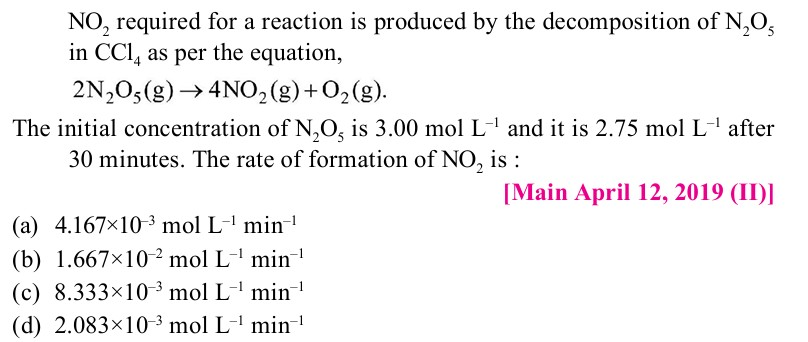 NO₂ required for a reaction is produced by the decomposition of N₂O₅
in CCl₄ as per the equation,
2N₂O₅(g) → 4NO₂(g)+O₂(g).
The initial concentration of N₂O₅ is 3.00 mol L⁻¹ and it is 2.75 mol L⁻¹ after
30 minutes. The rate of formation of NO₂ is :
[Main April 12, 2019 (II)]
(a) 4.167×10⁻³ mol L⁻¹ min⁻¹
(b) 1.667×10⁻² mol L⁻¹ min⁻¹
(c) 8.333×10⁻³ mol L⁻¹ min⁻¹
(d) 2.083×10⁻³ mol L⁻¹ min⁻¹